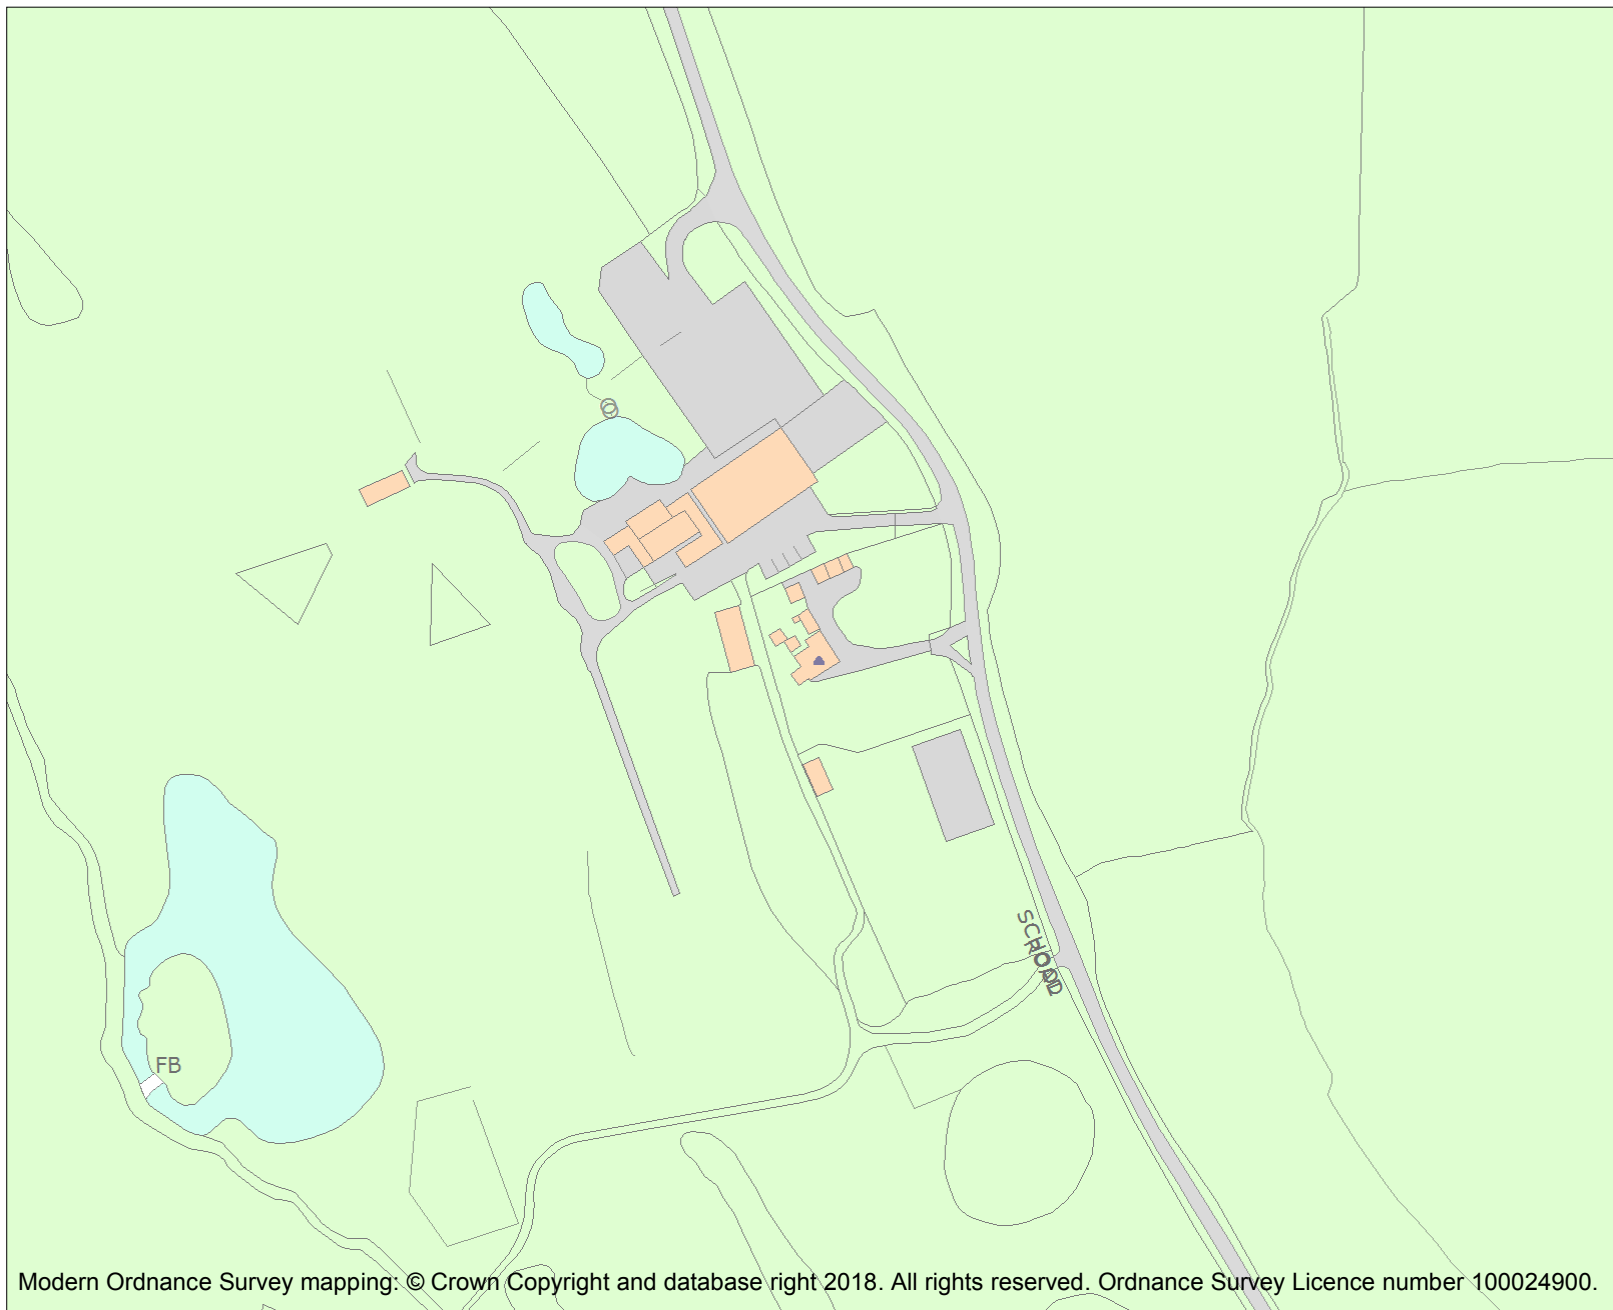 SCHOOL
ROAD
FB
Modern Ordnance Survey mapping: © Crown Copyright and database right 2018. All rights reserved. Ordnance Survey Licence number 100024900.